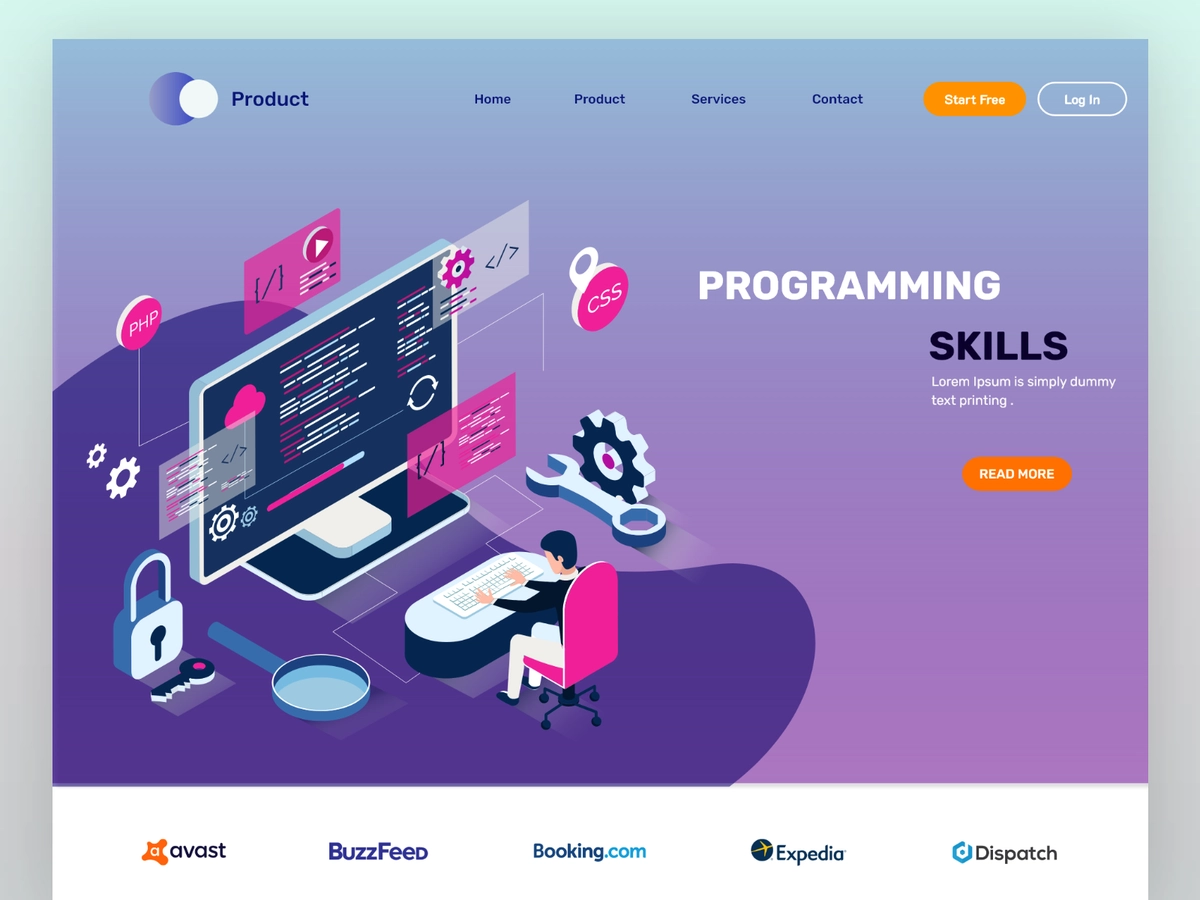 Product
Home
Product
Services
Contact
Start Free
Log In
{/}
</>
PHP
CSS
</>
{/}
PROGRAMMING
SKILLS
Lorem Ipsum is simply dummy
text printing .
READ MORE
avast
BuzzFeed
Booking.com
Expedia
Dispatch